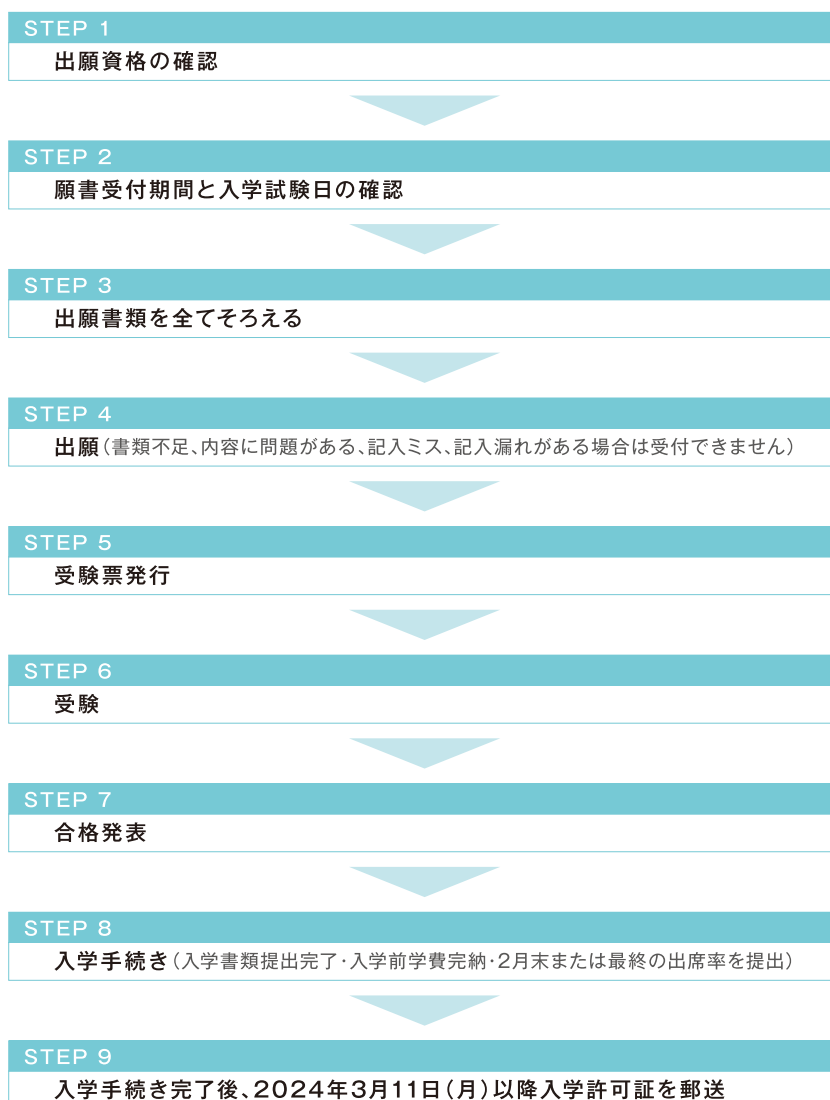 STEP 1
出願資格の確認
STEP 2
願書受付期間と入学試験日の確認
STEP 3
出願書類を全てそろえる
STEP 4
出願（書類不足、内容に問題がある、記入ミス、記入漏れがある場合は受付できません）
STEP 5
受験票発行
STEP 6
受験
STEP 7
合格発表
STEP 8
入学手続き（入学書類提出完了・入学前学費完納・2月末または最終の出席率を提出）
STEP 9
入学手続き完了後、2024年3月11日（月）以降入学許可証を郵送